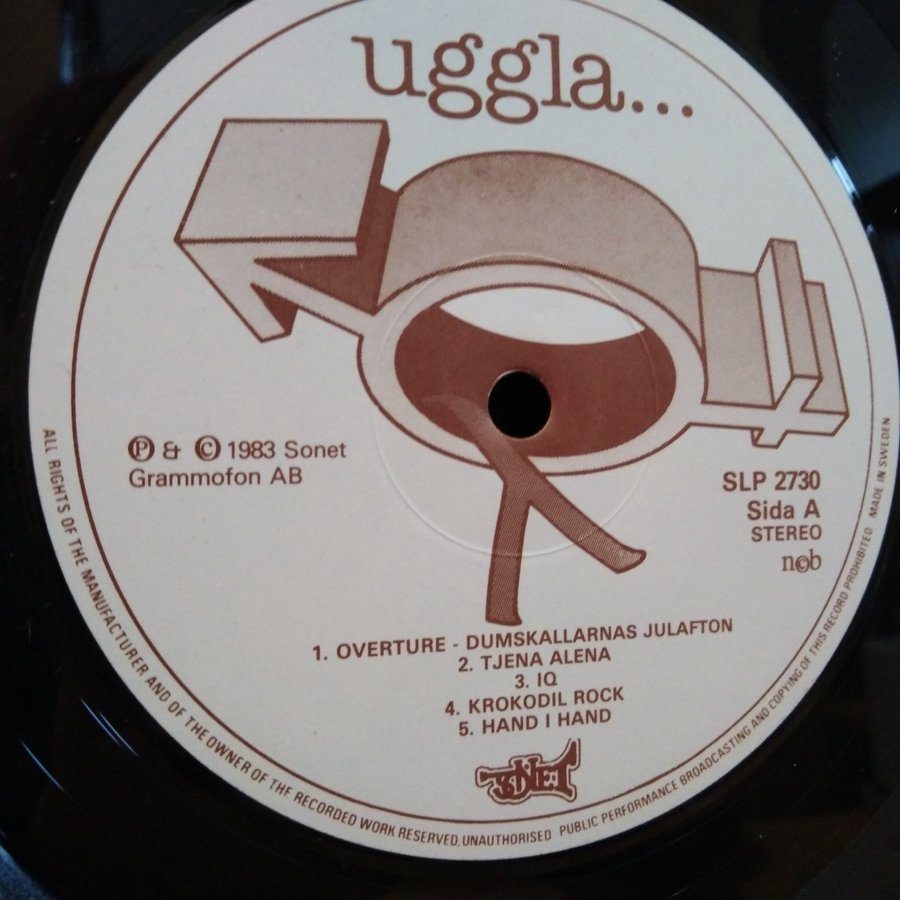 uggla...
Ⓟ & © 1983 Sonet
Grammofon AB
SLP 2730
Sida A
STEREO
n©b
1. OVERTURE - DUMSKALLARNAS JULAFTON
2. TJENA ALENA
3. IQ
4. KROKODIL ROCK
5. HAND I HAND
SONET
ALL RIGHTS OF THE MANUFACTURER AND OF THE OWNER OF THE RECORDED WORK RESERVED, UNAUTHORISED PUBLIC PERFORMANCE BROADCASTING AND COPYING OF THIS RECORD PROHIBITED MADE IN SWEDEN